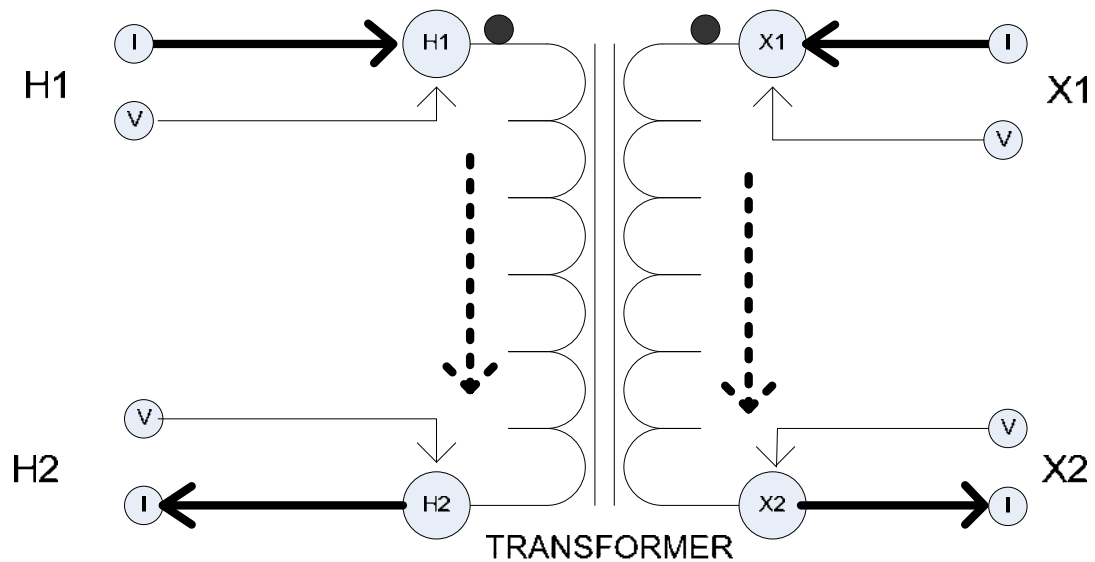 I H1 X1 I
H1 X1
V V
V V
H2 X2
I H2 X2 I
TRANSFORMER